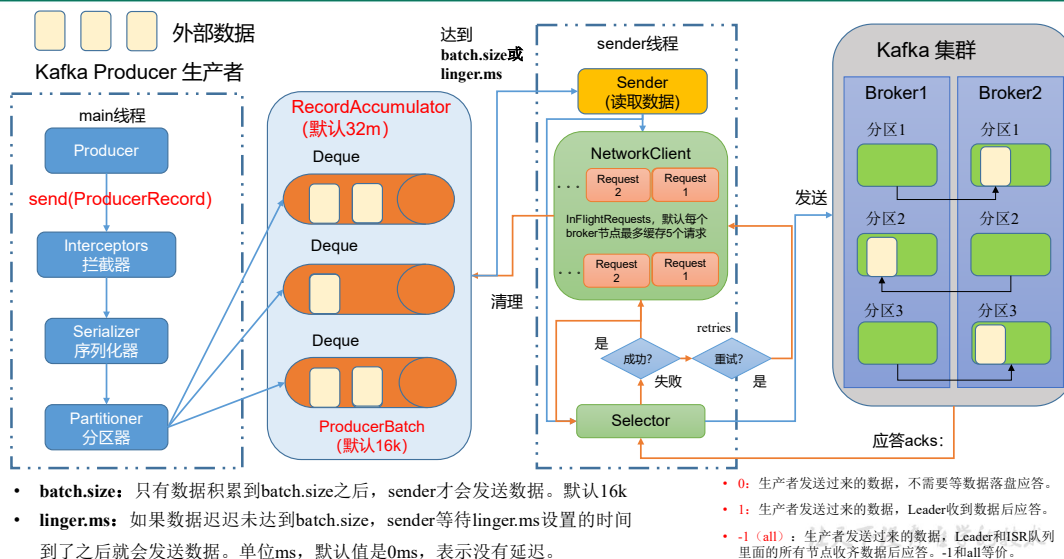 外部数据
Kafka Producer 生产者
main线程
Producer
send(ProducerRecord)
Interceptors
拦截器
Serializer
序列化器
Partitioner
分区器
RecordAccumulator
(默认32m)
Deque
Deque
Deque
ProducerBatch
(默认16k)
达到
batch.size或
linger.ms
清理
sender线程
Sender
(读取数据)
NetworkClient
... Request 2 Request 1
InFlightRequests，默认每个
broker节点最多缓存5个请求
... Request 2 Request 1
retries
是 成功? 重试?
失败 是
Selector
发送
应答acks:
Kafka 集群
Broker1 Broker2
分区1 分区1
分区2 分区2
分区3 分区3
• batch.size：只有数据积累到batch.size之后，sender才会发送数据。默认16k
• linger.ms：如果数据迟迟未达到batch.size，sender等待linger.ms设置的时间
到了之后就会发送数据。单位ms，默认值是0ms，表示没有延迟。
• 0：生产者发送过来的数据，不需要等数据落盘应答。
• 1：生产者发送过来的数据，Leader收到数据后应答。
• -1（all）：生产者发送过来的数据，Leader和ISR队列
里面的所有节点收齐数据后应答。-1和all等价。